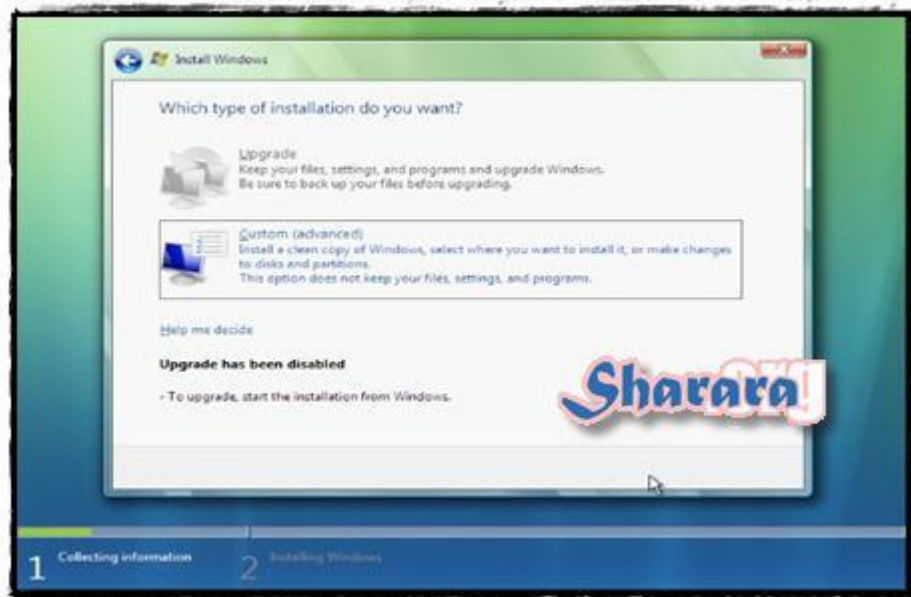 Install Windows
Which type of installation do you want?
Upgrade
Keep your files, settings, and programs and upgrade Windows.
Be sure to back up your files before upgrading.
Custom (advanced)
Install a clean copy of Windows, select where you want to install it, or make changes
to disks and partitions.
This option does not keep your files, settings, and programs.
Help me decide
Upgrade has been disabled
- To upgrade, start the installation from Windows.
Sharara
org
1 Collecting information
2 Installing Windows